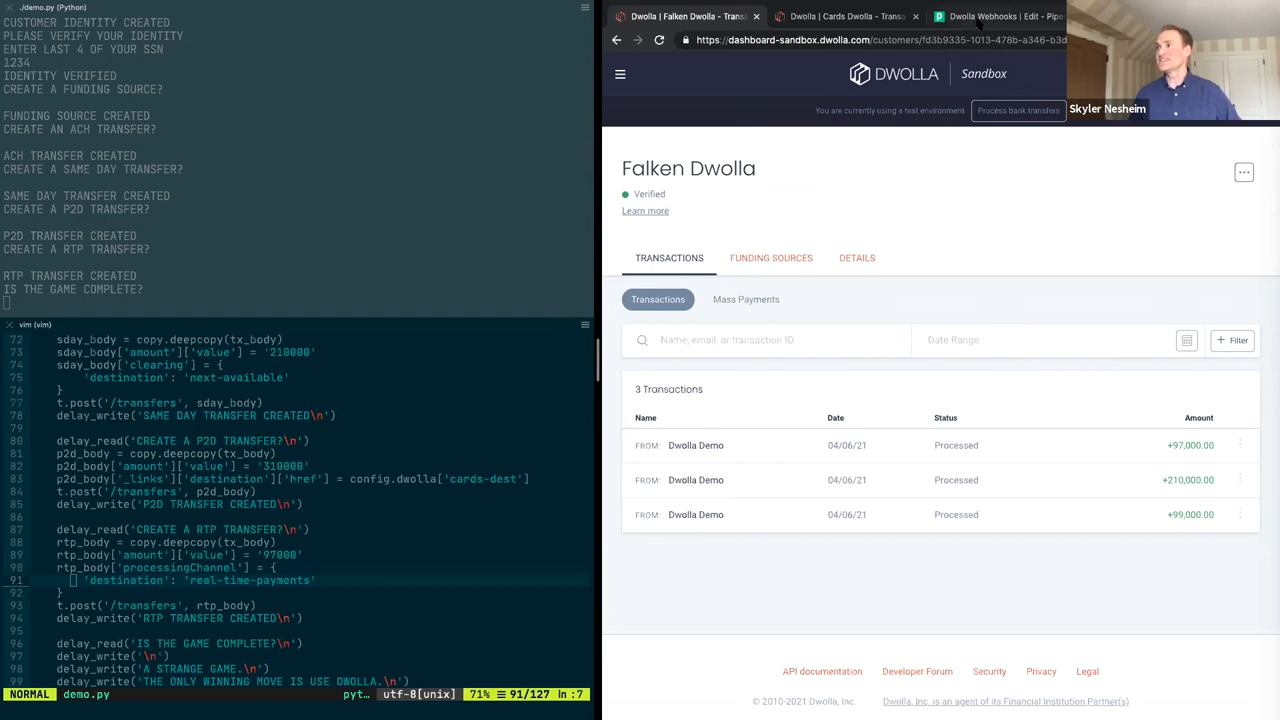 ./demo.py (Python)
CUSTOMER IDENTITY CREATED
PLEASE VERIFY YOUR IDENTITY
ENTER LAST 4 OF YOUR SSN
1234
IDENTITY VERIFIED
CREATE A FUNDING SOURCE?
FUNDING SOURCE CREATED
CREATE AN ACH TRANSFER?
ACH TRANSFER CREATED
CREATE A SAME DAY TRANSFER?
SAME DAY TRANSFER CREATED
CREATE A P2D TRANSFER?
P2D TRANSFER CREATED
CREATE A RTP TRANSFER?
RTP TRANSFER CREATED
IS THE GAME COMPLETE?
vim (vim)
72 sday_body = copy.deepcopy(tx_body)
73 sday_body['amount']['value'] = '210000'
74 sday_body['clearing'] = {
75 'destination': 'next-available'
76 }
77 t.post('/transfers', sday_body)
78 delay_write('SAME DAY TRANSFER CREATED\n')
79
80 delay_read('CREATE A P2D TRANSFER?\n')
81 p2d_body = copy.deepcopy(tx_body)
82 p2d_body['amount']['value'] = '310000'
83 p2d_body['_links']['destination']['href'] = config.dwolla['cards-dest']
84 t.post('/transfers', p2d_body)
85 delay_write('P2D TRANSFER CREATED\n')
86
87 delay_read('CREATE A RTP TRANSFER?\n')
88 rtp_body = copy.deepcopy(tx_body)
89 rtp_body['amount']['value'] = '97000'
90 rtp_body['processingChannel'] = {
91 'destination': 'real-time-payments'
92 }
93 t.post('/transfers', rtp_body)
94 delay_write('RTP TRANSFER CREATED\n')
95
96 delay_read('IS THE GAME COMPLETE?\n')
97 delay_write('\n')
98 delay_write('A STRANGE GAME.\n')
99 delay_write('THE ONLY WINNING MOVE IS USE DWOLLA.\n')
NORMAL demo.py pyt… utf-8[unix] 71% 91/127 ln :7
Dwolla | Falken Dwolla - Transa
Dwolla | Cards Dwolla - Transa
Dwolla Webhooks | Edit - Pipe
https://dashboard-sandbox.dwolla.com/customers/fd3b9335-1013-478b-a346-b3d
DWOLLA Sandbox
You are currently using a test environment Process bank transfers
Skyler Nesheim
Falken Dwolla
Verified
Learn more
TRANSACTIONS FUNDING SOURCES DETAILS
Transactions Mass Payments
Name, email, or transaction ID Date Range + Filter
3 Transactions
Name Date Status Amount
FROM: Dwolla Demo 04/06/21 Processed +97,000.00
FROM: Dwolla Demo 04/06/21 Processed +210,000.00
FROM: Dwolla Demo 04/06/21 Processed +99,000.00
API documentation Developer Forum Security Privacy Legal
© 2010-2021 Dwolla, Inc. Dwolla, Inc. is an agent of its Financial Institution Partner(s)